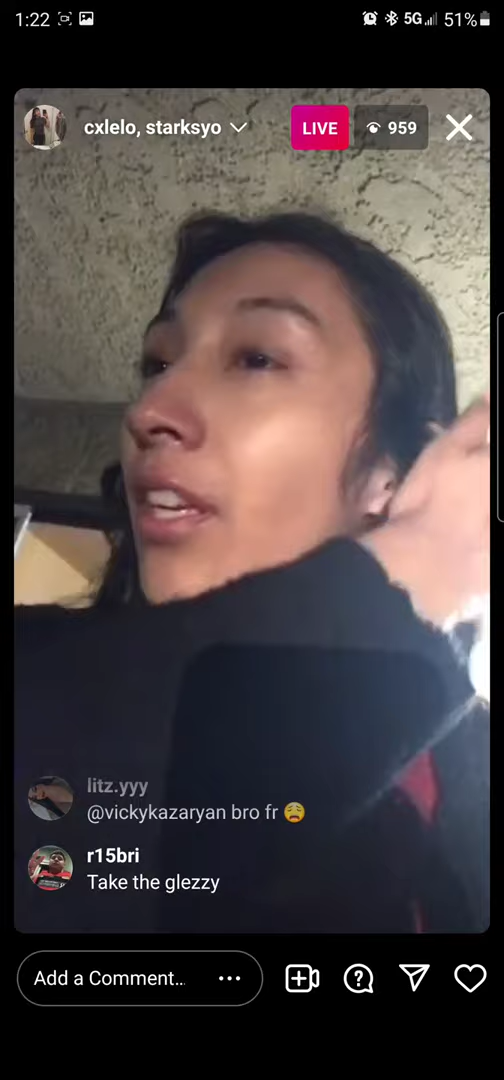 1:22 5G 51%
cxlelo, starksyo LIVE 959
litz.yyy
@vickykazaryan bro fr 😩
r15bri
Take the glezzy
Add a Comment...